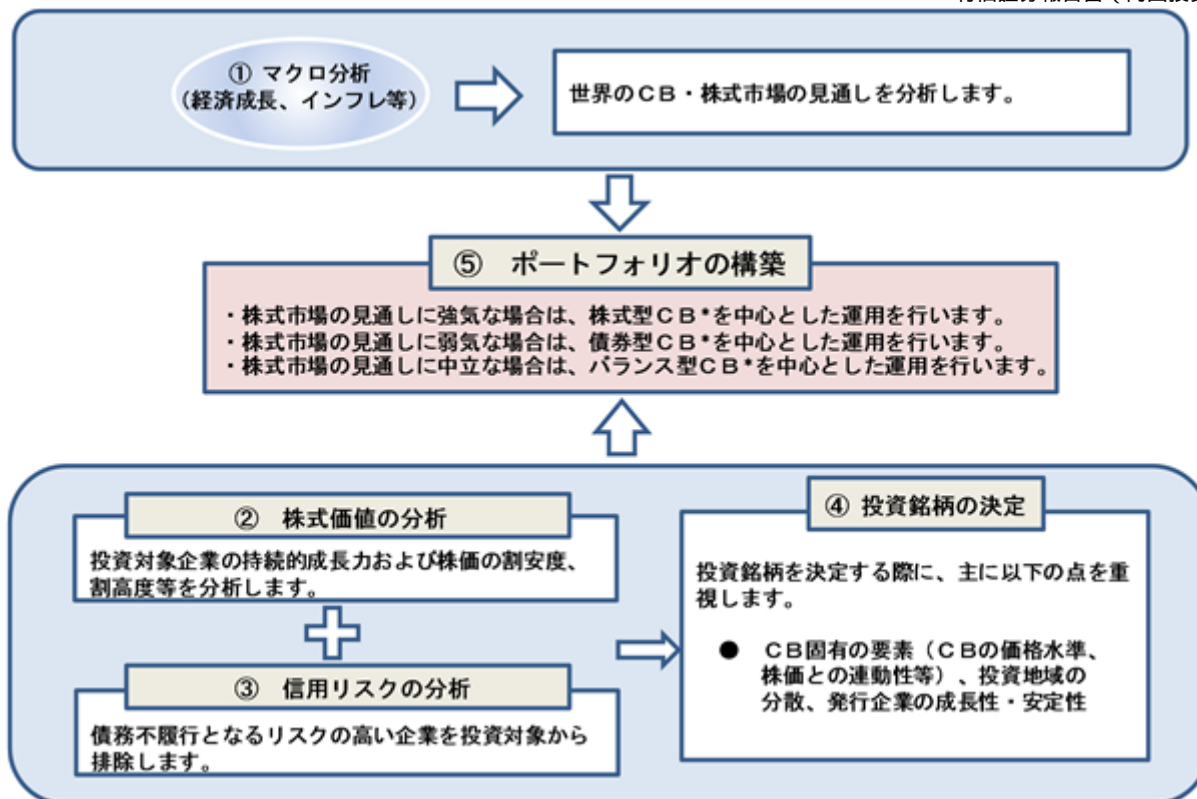 ① マクロ分析
(経済成長、インフレ等)
世界のCB・株式市場の見通しを分析します。
⑤ ポートフォリオの構築
・株式市場の見通しに強気な場合は、株式型CB*を中心とした運用を行います。
・株式市場の見通しに弱気な場合は、債券型CB*を中心とした運用を行います。
・株式市場の見通しに中立な場合は、バランス型CB*を中心とした運用を行います。
② 株式価値の分析
投資対象企業の持続的成長力および株価の割安度、
割高度等を分析します。
③ 信用リスクの分析
債務不履行となるリスクの高い企業を投資対象から
排除します。
④ 投資銘柄の決定
投資銘柄を決定する際に、主に以下の点を重
視します。
● CB固有の要素(CBの価格水準、
株価との連動性等)、投資地域の
分散、発行企業の成長性・安定性